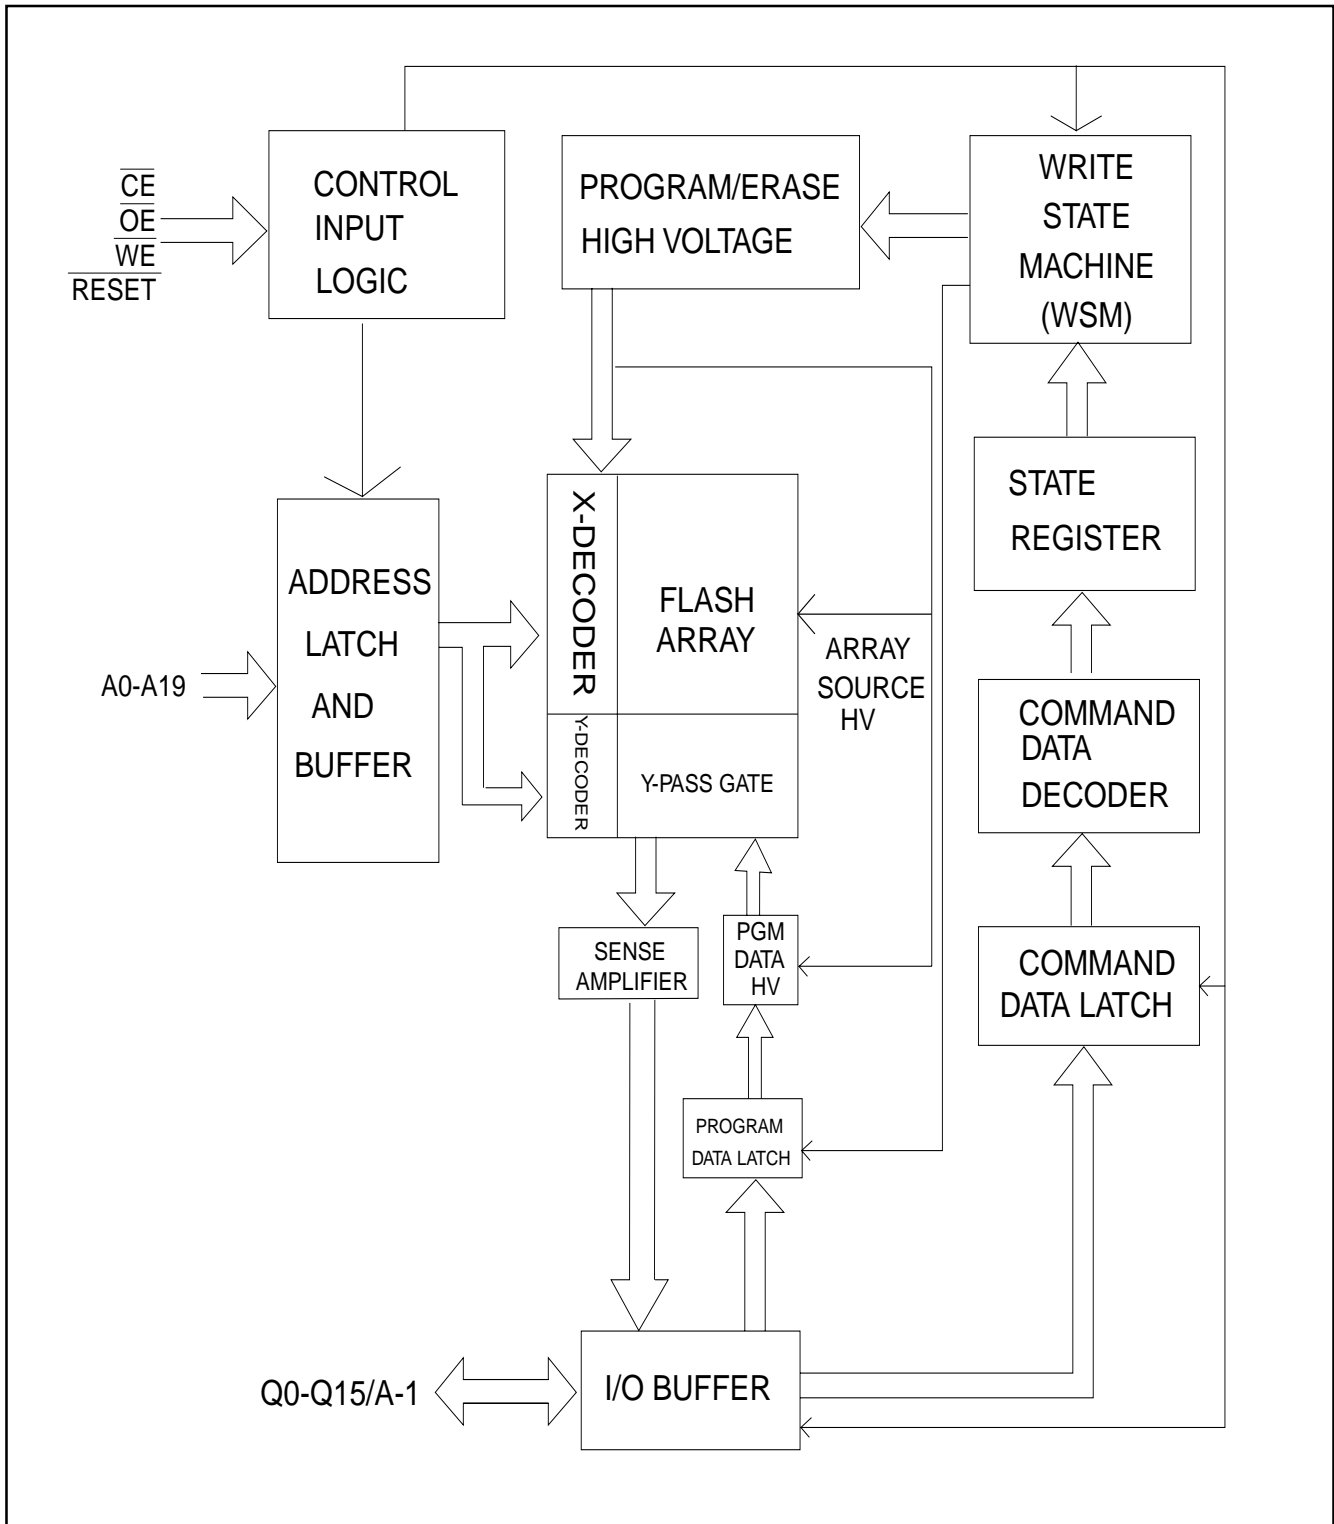 CE
OE
WE
RESET
CONTROL
INPUT
LOGIC
PROGRAM/ERASE
HIGH VOLTAGE
WRITE
STATE
MACHINE
(WSM)
STATE
REGISTER
X-DECODER
FLASH
ARRAY
ADDRESS
LATCH
AND
BUFFER
A0-A19
ARRAY
SOURCE
HV
Y-DECODER
Y-PASS GATE
COMMAND
DATA
DECODER
SENSE
AMPLIFIER
PGM
DATA
HV
COMMAND
DATA LATCH
PROGRAM
DATA LATCH
Q0-Q15/A-1
I/O BUFFER